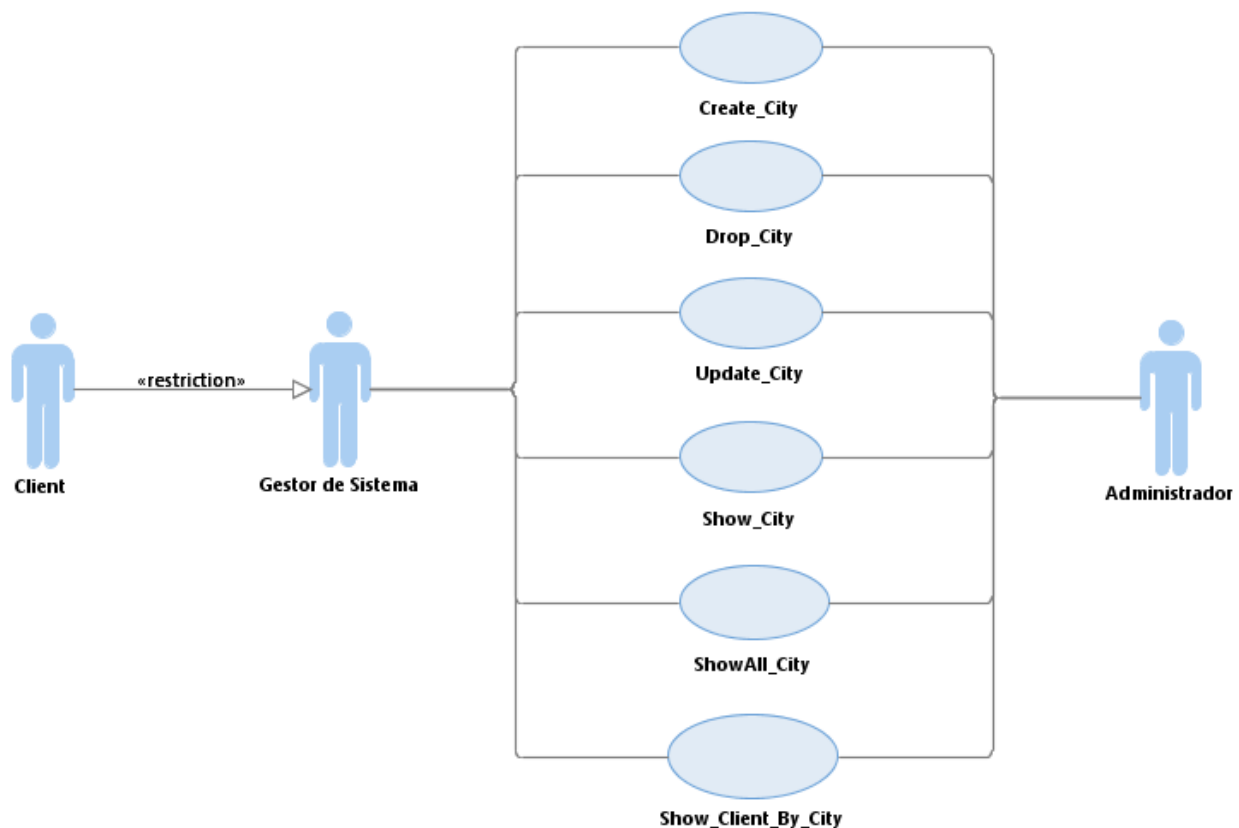 Create_City
Drop_City
Update_City
«restriction»
Client
Gestor de Sistema
Administrador
Show_City
ShowAll_City
Show_Client_By_City